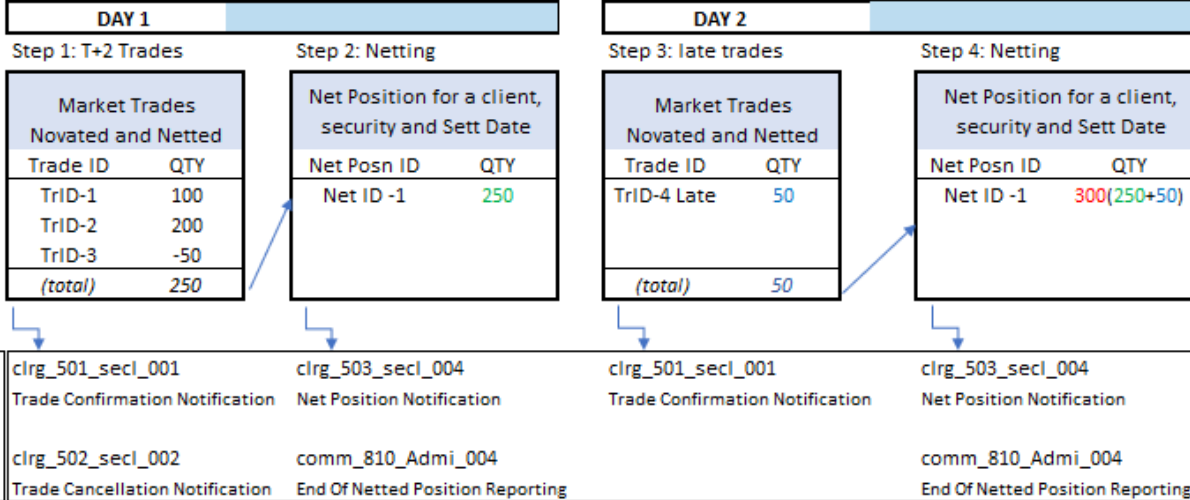 DAY 1
DAY 2
Step 1: T+2 Trades
Step 2: Netting
Step 3: late trades
Step 4: Netting
Market Trades
Novated and Netted
Trade ID QTY
TrID-1 100
TrID-2 200
TrID-3 -50
(total) 250
Net Position for a client,
security and Sett Date
Net Posn ID QTY
Net ID -1 250
Market Trades
Novated and Netted
Trade ID QTY
TrID-4 Late 50
(total) 50
Net Position for a client,
security and Sett Date
Net Posn ID QTY
Net ID -1 300(250+50)
clrg_501_secl_001
Trade Confirmation Notification
clrg_502_secl_002
Trade Cancellation Notification
clrg_503_secl_004
Net Position Notification
comm_810_Admi_004
End Of Netted Position Reporting
clrg_501_secl_001
Trade Confirmation Notification
clrg_503_secl_004
Net Position Notification
comm_810_Admi_004
End Of Netted Position Reporting